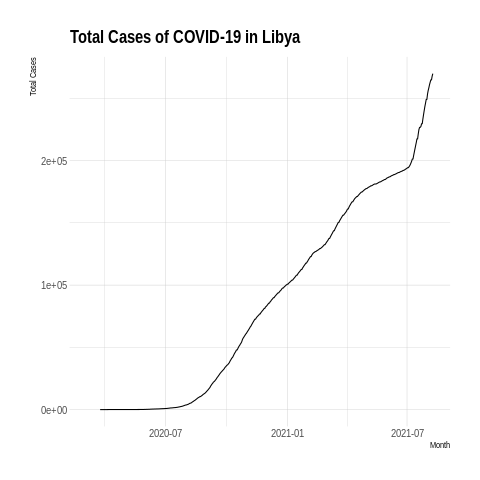 Total Cases of COVID-19 in Libya
Total Cases
2e+05
1e+05
0e+00
2020-07 2021-01 2021-07
Month